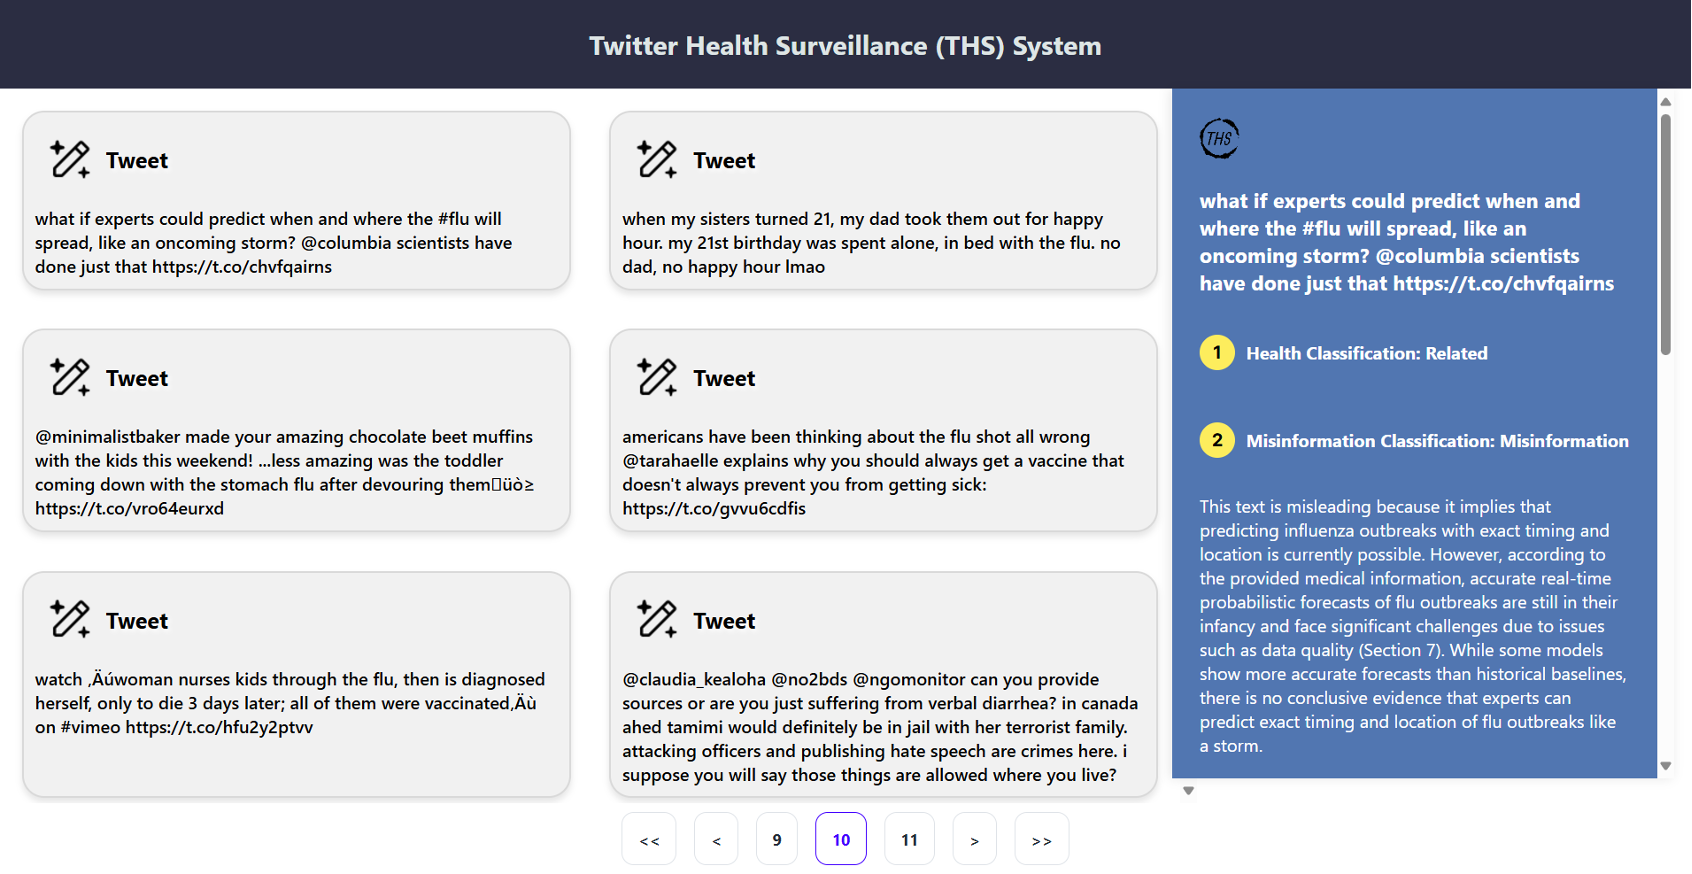 Twitter Health Surveillance (THS) System
Tweet
what if experts could predict when and where the #flu will
spread, like an oncoming storm? @columbia scientists have
done just that https://t.co/chvfqairns
Tweet
when my sisters turned 21, my dad took them out for happy
hour. my 21st birthday was spent alone, in bed with the flu. no
dad, no happy hour lmao
Tweet
@minimalistbaker made your amazing chocolate beet muffins
with the kids this weekend! ...less amazing was the toddler
coming down with the stomach flu after devouring them▯üò≥
https://t.co/vro64eurxd
Tweet
americans have been thinking about the flu shot all wrong
@tarahaelle explains why you should always get a vaccine that
doesn't always prevent you from getting sick:
https://t.co/gvvu6cdfis
Tweet
watch ‚Äúwoman nurses kids through the flu, then is diagnosed
herself, only to die 3 days later; all of them were vaccinated‚Äù
on #vimeo https://t.co/hfu2y2ptvv
Tweet
@claudia_kealoha @no2bds @ngomonitor can you provide
sources or are you just suffering from verbal diarrhea? in canada
ahed tamimi would definitely be in jail with her terrorist family.
attacking officers and publishing hate speech are crimes here. i
suppose you will say those things are allowed where you live?
THS
what if experts could predict when and
where the #flu will spread, like an
oncoming storm? @columbia scientists
have done just that https://t.co/chvfqairns
1 Health Classification: Related
2 Misinformation Classification: Misinformation
This text is misleading because it implies that
predicting influenza outbreaks with exact timing and
location is currently possible. However, according to
the provided medical information, accurate real-time
probabilistic forecasts of flu outbreaks are still in their
infancy and face significant challenges due to issues
such as data quality (Section 7). While some models
show more accurate forecasts than historical baselines,
there is no conclusive evidence that experts can
predict exact timing and location of flu outbreaks like
a storm.
<< < 9 10 11 > >>